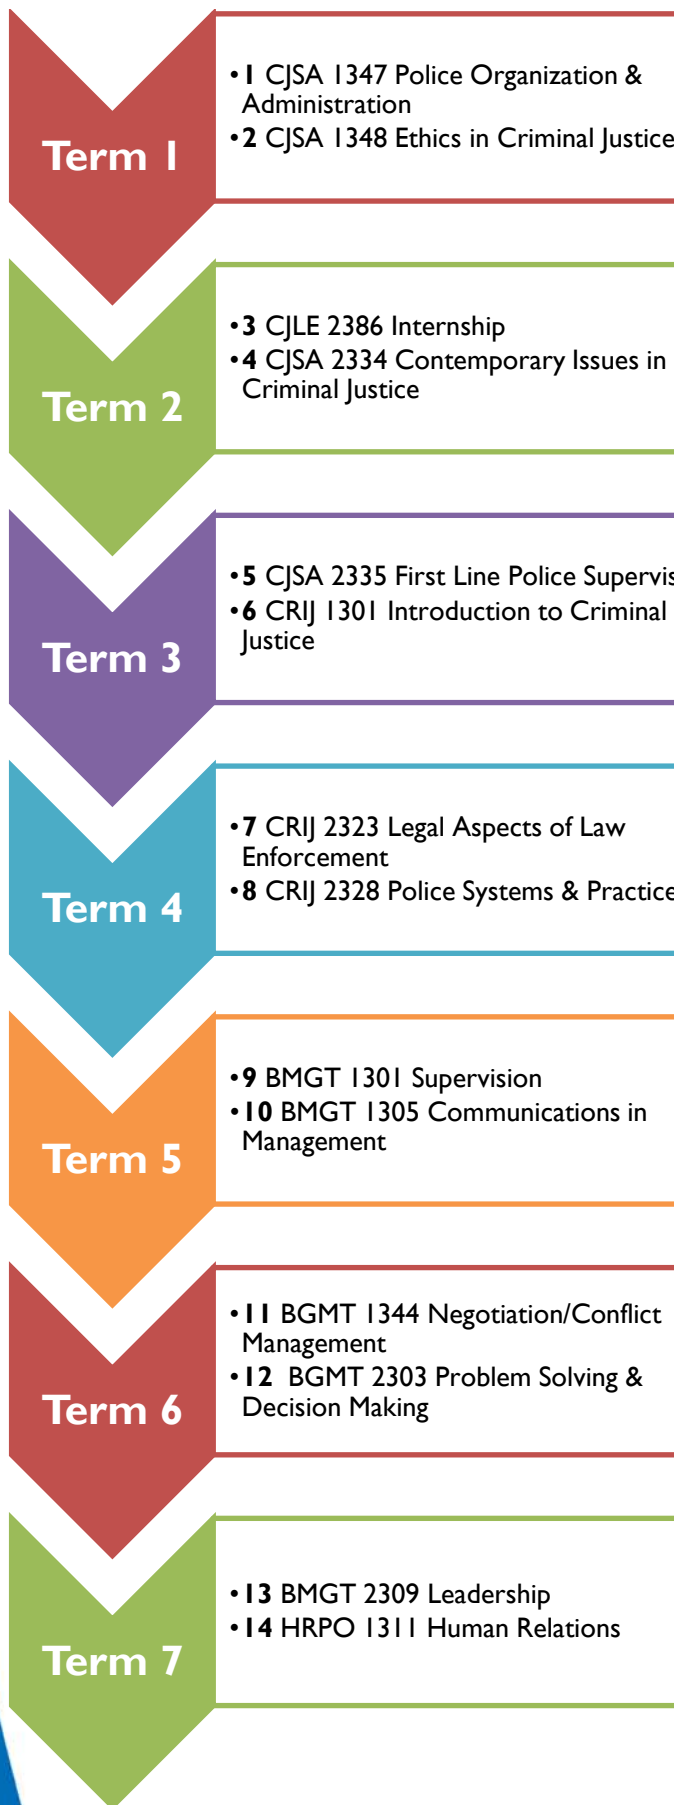 Term 1
•1 CJSA 1347 Police Organization &
Administration
•2 CJSA 1348 Ethics in Criminal Justice
Term 2
•3 CJLE 2386 Internship
•4 CJSA 2334 Contemporary Issues in
Criminal Justice
Term 3
•5 CJSA 2335 First Line Police Supervis
•6 CRIJ 1301 Introduction to Criminal
Justice
Term 4
•7 CRIJ 2323 Legal Aspects of Law
Enforcement
•8 CRIJ 2328 Police Systems & Practice
Term 5
•9 BMGT 1301 Supervision
•10 BMGT 1305 Communications in
Management
Term 6
•11 BGMT 1344 Negotiation/Conflict
Management
•12 BGMT 2303 Problem Solving &
Decision Making
Term 7
•13 BMGT 2309 Leadership
•14 HRPO 1311 Human Relations